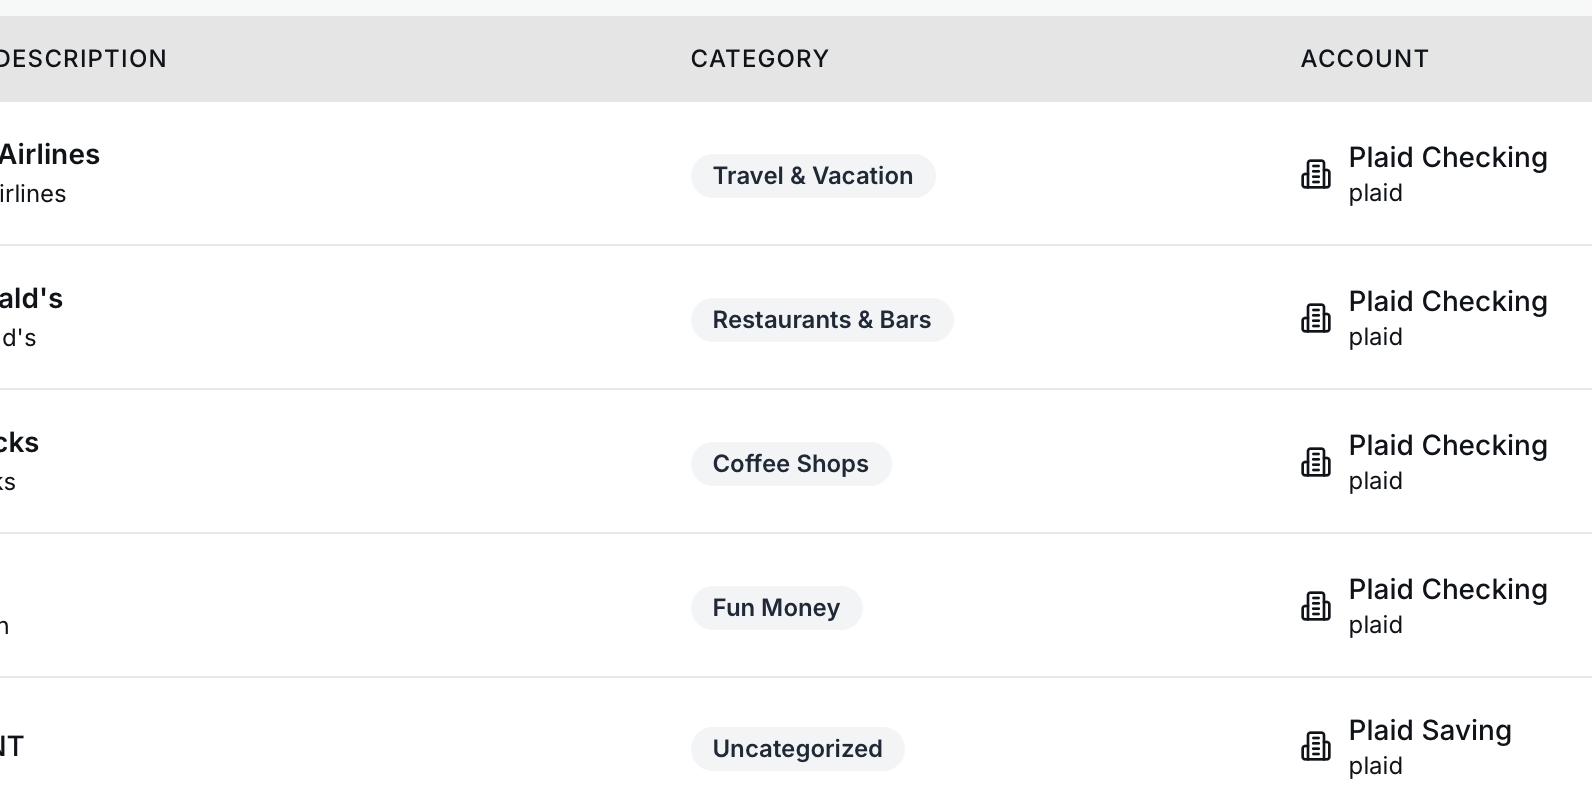 DESCRIPTION CATEGORY ACCOUNT
Airlines
irlines
Travel & Vacation
Plaid Checking
plaid
ald's
d's
Restaurants & Bars
Plaid Checking
plaid
cks
ks
Coffee Shops
Plaid Checking
plaid
n
Fun Money
Plaid Checking
plaid
NT
Uncategorized
Plaid Saving
plaid